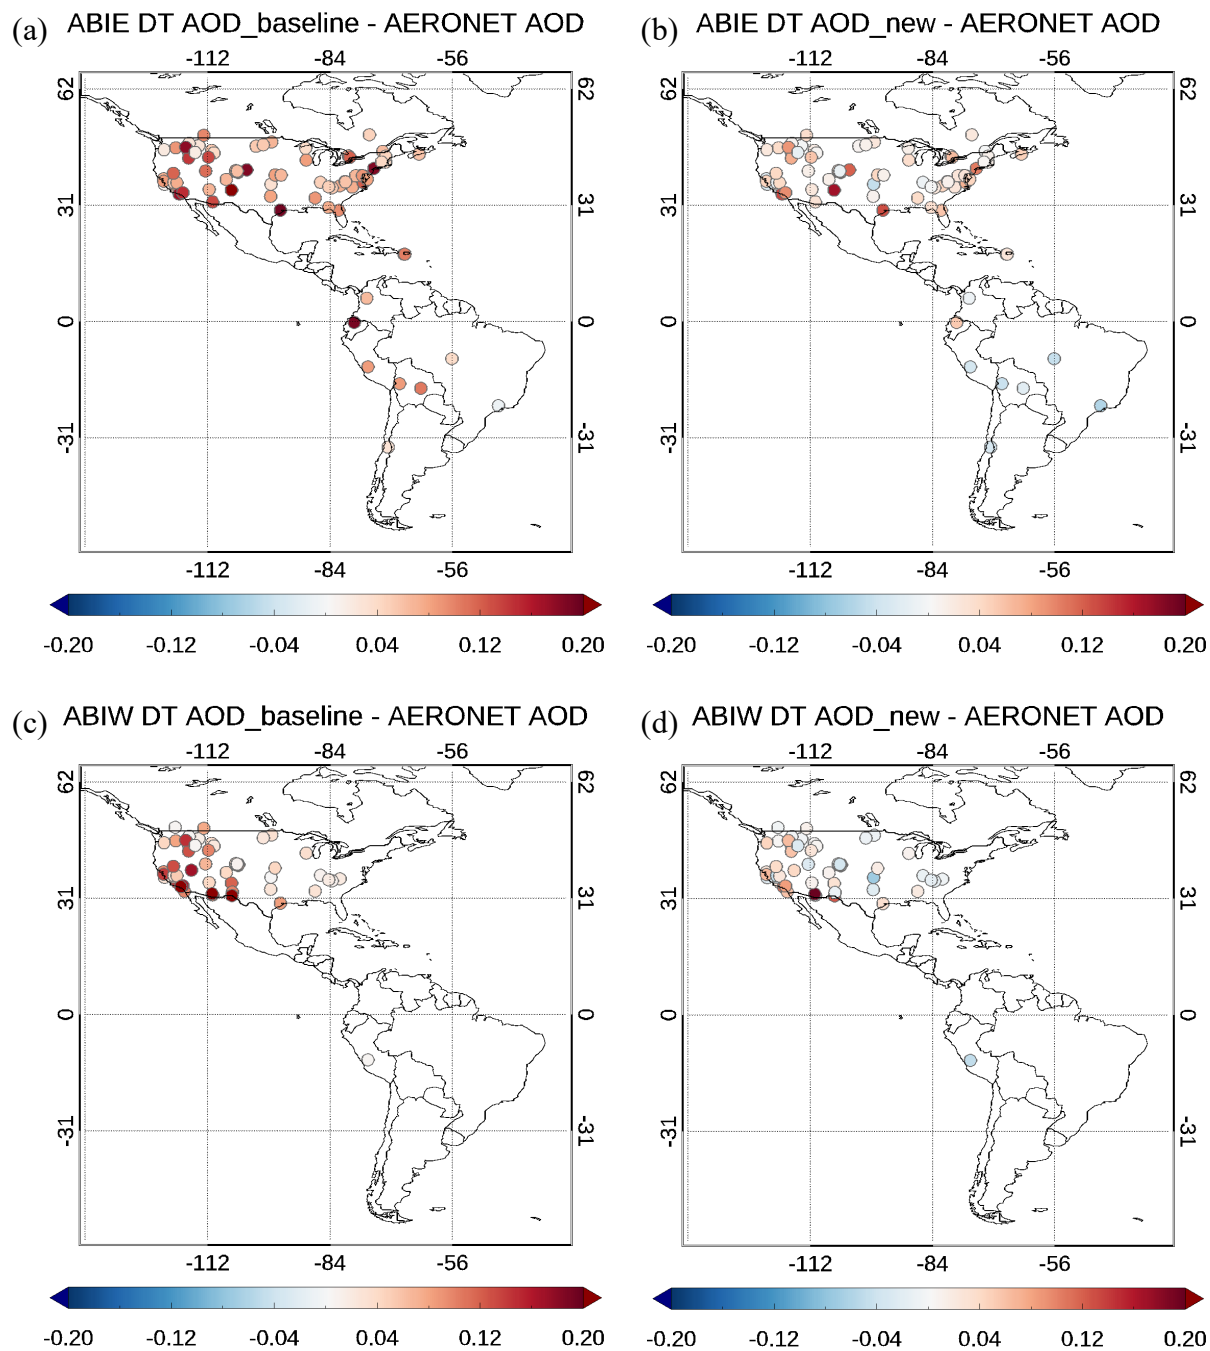 (a) ABIE DT AOD_baseline - AERONET AOD
-112 -84 -56
62 62
31 31
0 0
-31 -31
-112 -84 -56
-0.20 -0.12 -0.04 0.04 0.12 0.20
(b) ABIE DT AOD_new - AERONET AOD
-112 -84 -56
62 62
31 31
0 0
-31 -31
-112 -84 -56
-0.20 -0.12 -0.04 0.04 0.12 0.20
(c) ABIW DT AOD_baseline - AERONET AOD
-112 -84 -56
62 62
31 31
0 0
-31 -31
-112 -84 -56
-0.20 -0.12 -0.04 0.04 0.12 0.20
(d) ABIW DT AOD_new - AERONET AOD
-112 -84 -56
62 62
31 31
0 0
-31 -31
-112 -84 -56
-0.20 -0.12 -0.04 0.04 0.12 0.20